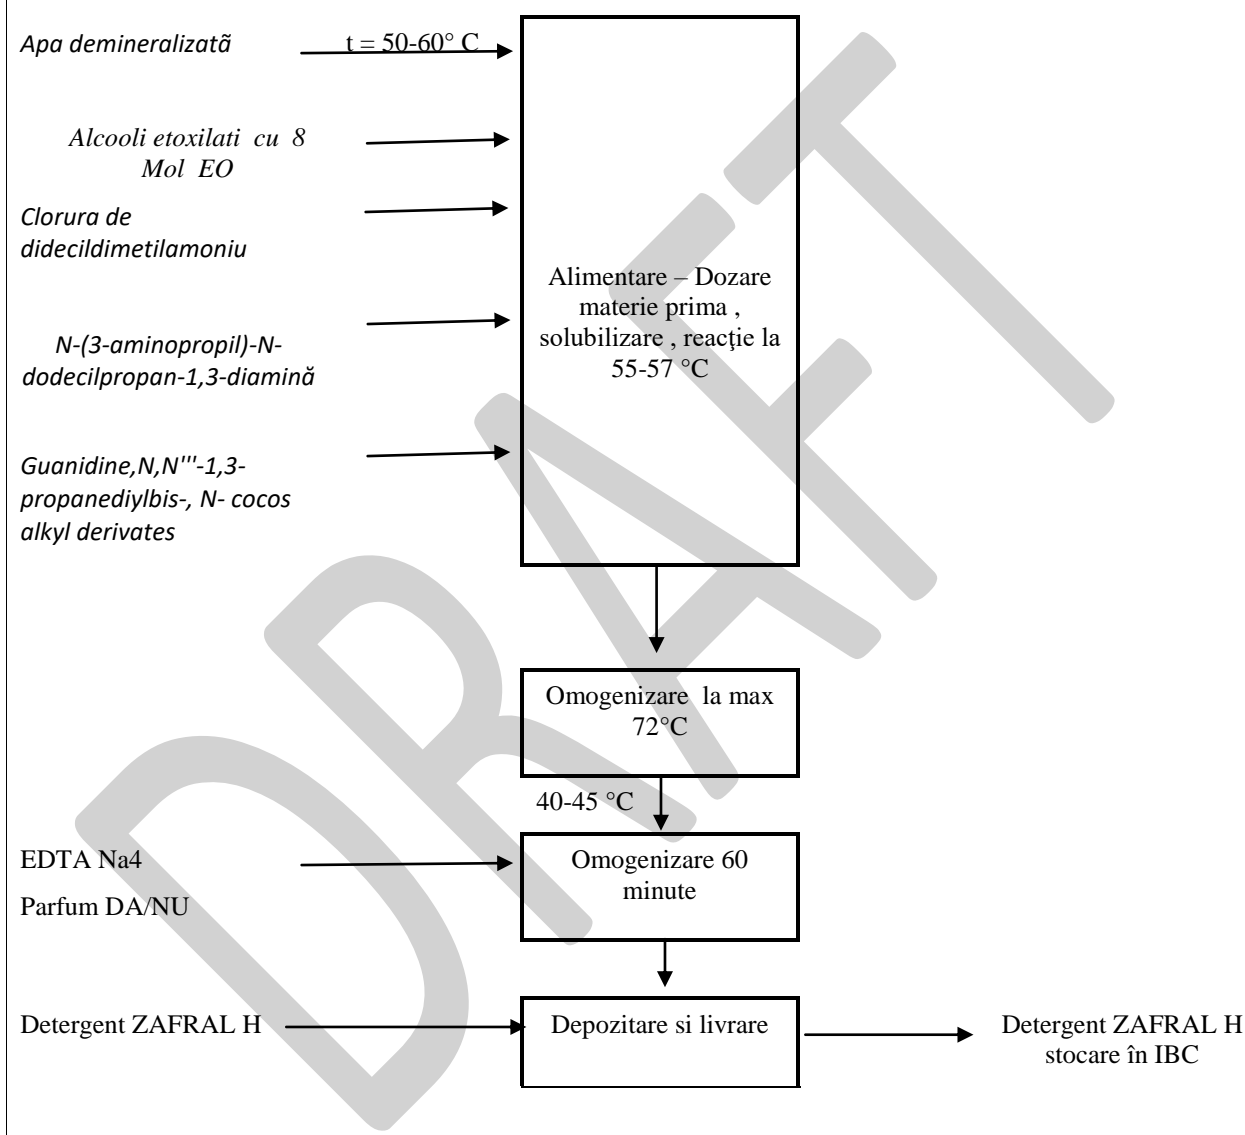 Apa demineralizatã
t = 50-60° C
Alcooli etoxilati cu 8
Mol EO
Clorura de
didecildimetilamoniu
N-(3-aminopropil)-N-
dodecilpropan-1,3-diamină
Guanidine,N,N'''-1,3-
propanediylbis-, N- cocos
alkyl derivates
Alimentare – Dozare
materie prima ,
solubilizare , reacţie la
55-57 °C
Omogenizare la max
72°C
40-45 °C
EDTA Na4
Parfum DA/NU
Omogenizare 60
minute
Detergent ZAFRAL H
Depozitare si livrare
Detergent ZAFRAL H
stocare în IBC
DRAFT